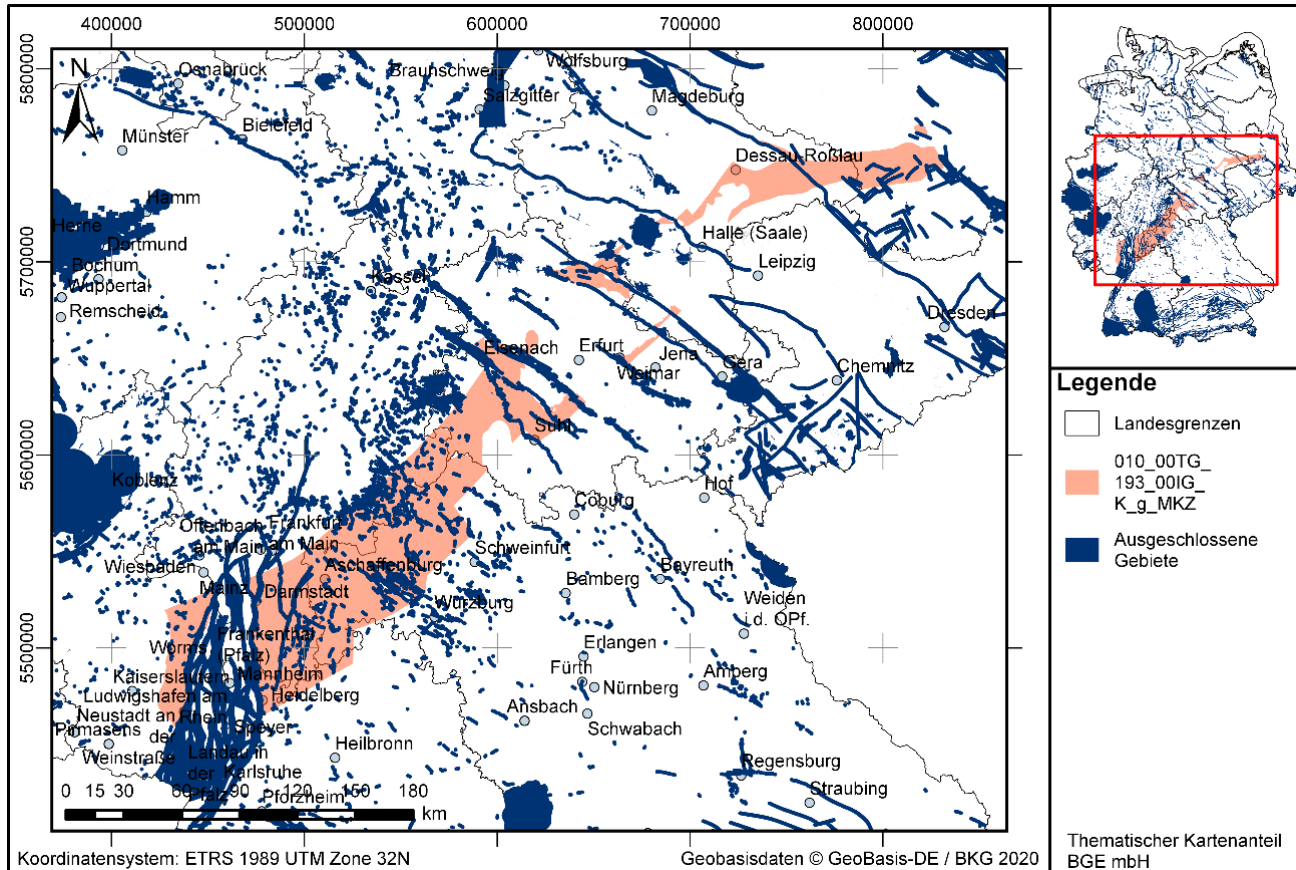 400000 500000 600000 700000 800000
5800000
5700000
5600000
5500000
N
Osnabrück
Braunschweig
Wolfsburg
Salzgitter
Magdeburg
Münster
Bielefeld
Dessau-Roßlau
Hamm
Herne
Dortmund
Halle (Saale)
Bochum
Leipzig
Kassel
Wuppertal
Remscheid
Dresden
Eisenach
Erfurt
Jena
Gera
Weimar
Chemnitz
Suhl
Koblenz
Hof
Coburg
Offenbach
am Main
Frankfurt
am Main
Schweinfurt
Wiesbaden
Aschaffenburg
Bayreuth
Mainz
Darmstadt
Bamberg
Würzburg
Weiden
i.d. OPf.
Worms
Frankenthal
(Pfalz)
Erlangen
Kaiserslautern
Mannheim
Fürth
Amberg
Ludwigshafen am
Rhein
Heidelberg
Nürnberg
Neustadt an
der
Weinstraße
Ansbach
Pirmasens
Speyer
Schwabach
Heilbronn
Landau in
der
Pfalz
Karlsruhe
Regensburg
Pforzheim
Straubing
0 15 30 60 90 120 150 180
km
Koordinatensystem: ETRS 1989 UTM Zone 32N
Geobasisdaten © GeoBasis-DE / BKG 2020
Legende
Landesgrenzen
010_00TG_
193_00IG_
K_g_MKZ
Ausgeschlossene
Gebiete
Thematischer Kartenanteil
BGE mbH